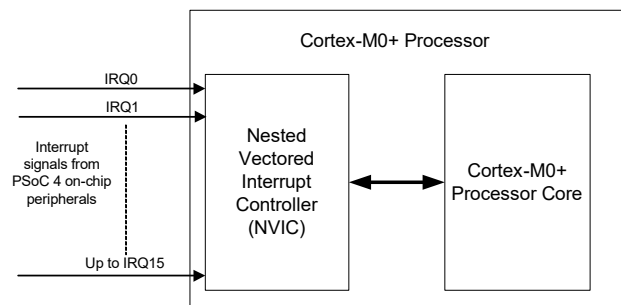 Cortex-M0+ Processor
IRQ0
IRQ1
Interrupt
signals from
PSoC 4 on-chip
peripherals
Up to IRQ15
Nested
Vectored
Interrupt
Controller
(NVIC)
Cortex-M0+
Processor Core